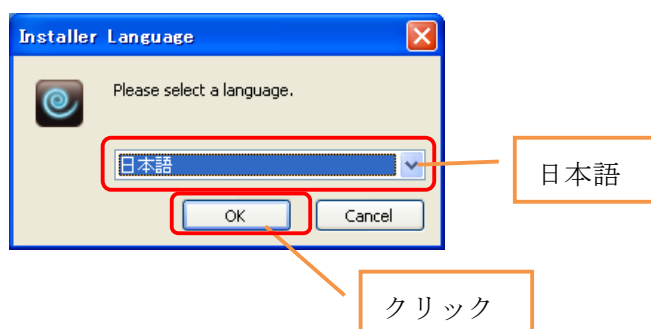 Installer Language
Please select a language.
日本語
日本語
OK
Cancel
クリック